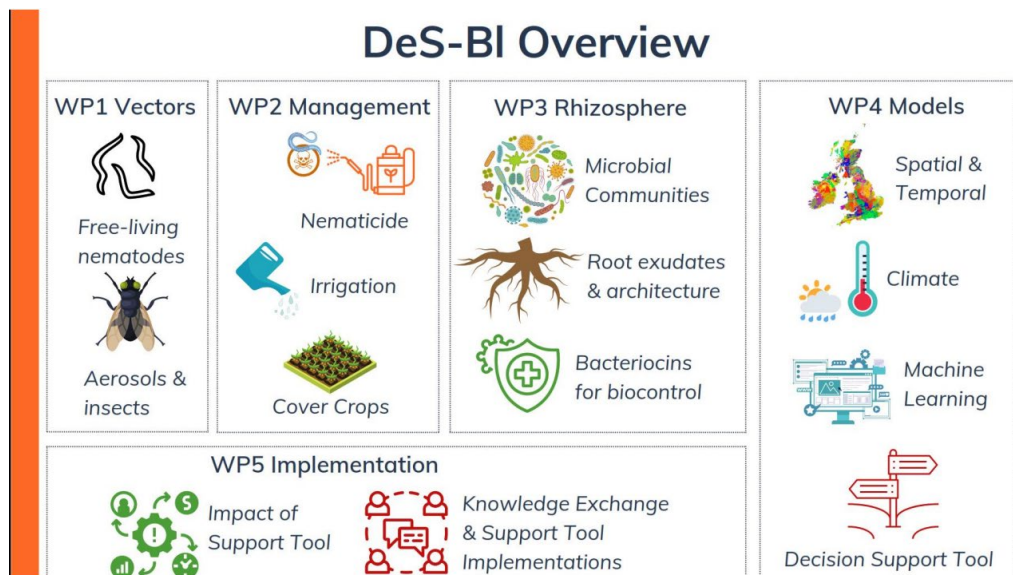 DeS-Bl Overview
WP1 Vectors
Free-living
nematodes
Aerosols &
insects
WP2 Management
Nematicide
Irrigation
Cover Crops
WP3 Rhizosphere
Microbial
Communities
Root exudates
& architecture
Bacteriocins
for biocontrol
WP4 Models
Spatial &
Temporal
Climate
Machine
Learning
Decision Support Tool
WP5 Implementation
Impact of
Support Tool
Knowledge Exchange
& Support Tool
Implementations